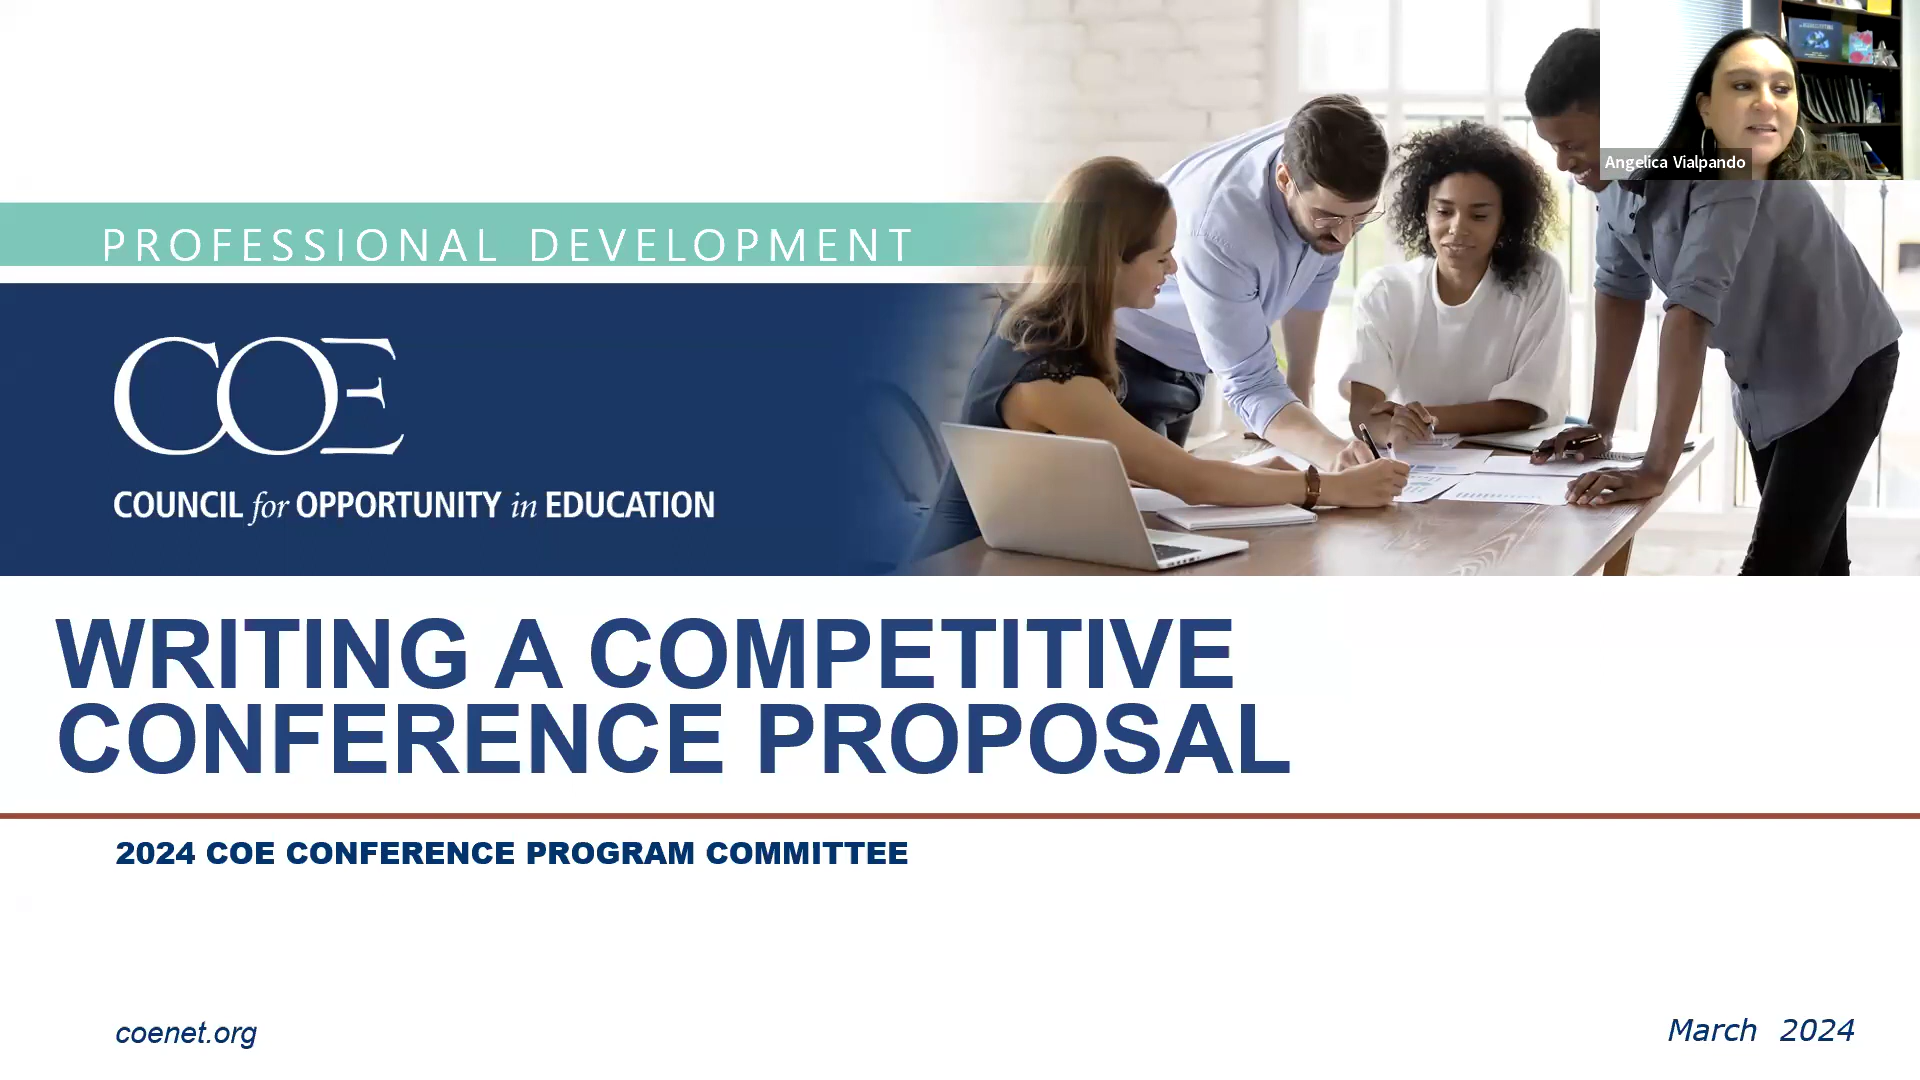 Angelica Vialpando
PROFESSIONAL DEVELOPMENT
COE
COUNCIL for OPPORTUNITY in EDUCATION
WRITING A COMPETITIVE
CONFERENCE PROPOSAL
2024 COE CONFERENCE PROGRAM COMMITTEE
coenet.org
March 2024